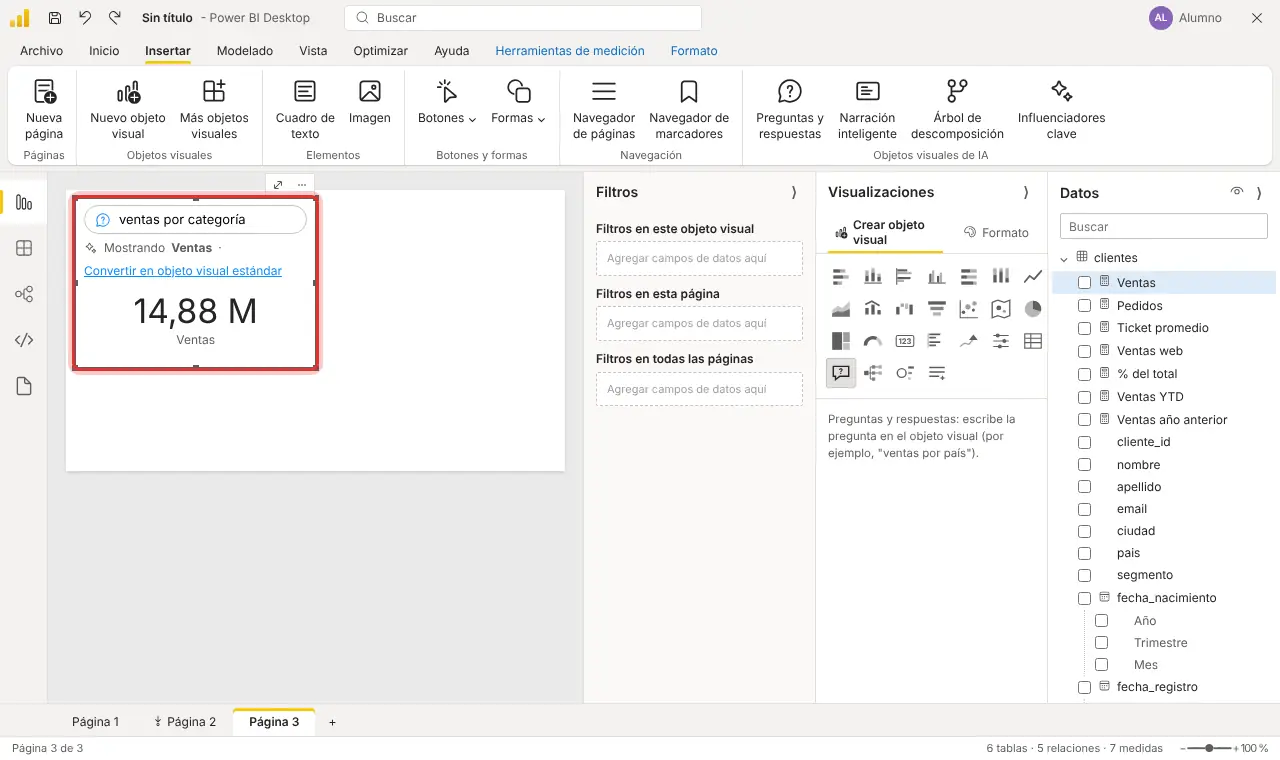 Sin título - Power BI Desktop
Buscar
AL Alumno
Archivo Inicio Insertar Modelado Vista Optimizar Ayuda Herramientas de medición Formato
Nueva página
Nuevo objeto visual
Más objetos visuales
Cuadro de texto
Imagen
Botones
Formas
Navegador de páginas
Navegador de marcadores
Preguntas y respuestas
Narración inteligente
Árbol de descomposición
Influenciadores clave
Páginas
Objetos visuales
Elementos
Botones y formas
Navegación
Objetos visuales de IA
ventas por categoría
Mostrando Ventas ·
Convertir en objeto visual estándar
14,88 M
Ventas
Filtros
Filtros en este objeto visual
Agregar campos de datos aquí
Filtros en esta página
Agregar campos de datos aquí
Filtros en todas las páginas
Agregar campos de datos aquí
Visualizaciones
Crear objeto visual
Formato
123
Preguntas y respuestas: escribe la
pregunta en el objeto visual (por
ejemplo, "ventas por país").
Datos
Buscar
clientes
Ventas
Pedidos
Ticket promedio
Ventas web
% del total
Ventas YTD
Ventas año anterior
cliente_id
nombre
apellido
email
ciudad
pais
segmento
fecha_nacimiento
Año
Trimestre
Mes
fecha_registro
Página 1
Página 2
Página 3
+
Página 3 de 3
6 tablas · 5 relaciones · 7 medidas
− + 100 %